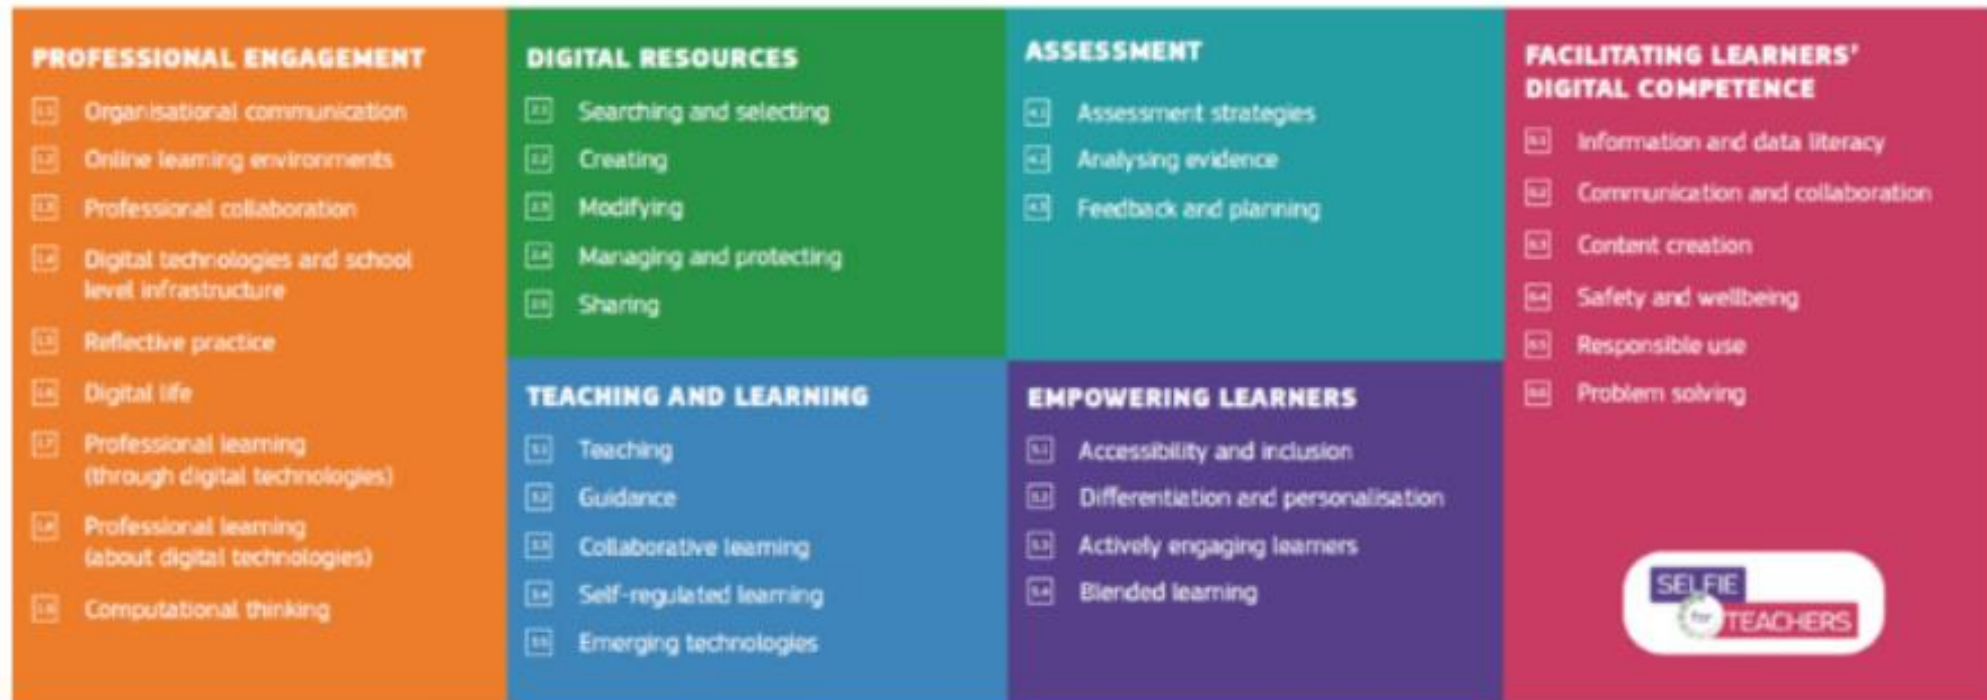 PROFESSIONAL ENGAGEMENT
Organisational communication
Online learning environments
Professional collaboration
Digital technologies and school
level infrastructure
Reflective practice
Digital life
Professional learning
(through digital technologies)
Professional learning
(about digital technologies)
Computational thinking
DIGITAL RESOURCES
Searching and selecting
Creating
Modifying
Managing and protecting
Sharing
TEACHING AND LEARNING
Teaching
Guidance
Collaborative learning
Self-regulated learning
Emerging technologies
ASSESSMENT
Assessment strategies
Analysing evidence
Feedback and planning
EMPOWERING LEARNERS
Accessibility and inclusion
Differentiation and personalisation
Actively engaging learners
Blended learning
FACILITATING LEARNERS'
DIGITAL COMPETENCE
Information and data literacy
Communication and collaboration
Content creation
Safety and wellbeing
Responsible use
Problem solving
SELFIE
for
TEACHERS